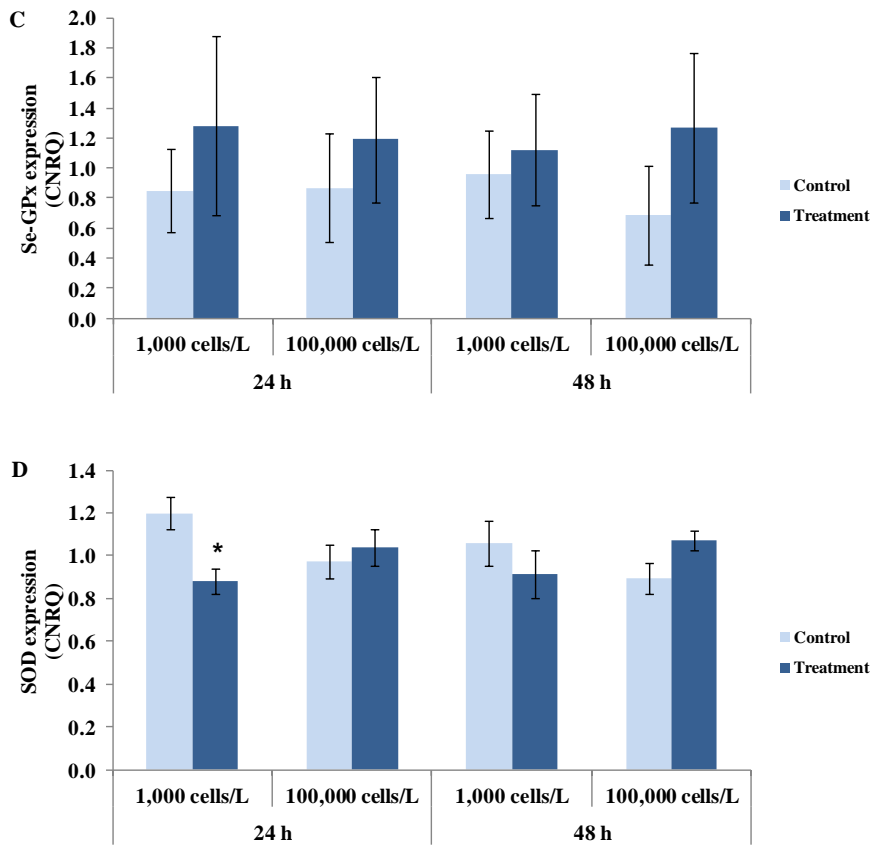 C
2.0
1.8
1.6
1.4
1.2
1.0
0.8
0.6
0.4
0.2
0.0
Se-GPx expression
(CNRQ)
Control
Treatment
1,000 cells/L 100,000 cells/L 1,000 cells/L 100,000 cells/L
24 h 48 h
D
1.4
1.2
1.0
0.8
0.6
0.4
0.2
0.0
SOD expression
(CNRQ)
*
Control
Treatment
1,000 cells/L 100,000 cells/L 1,000 cells/L 100,000 cells/L
24 h 48 h